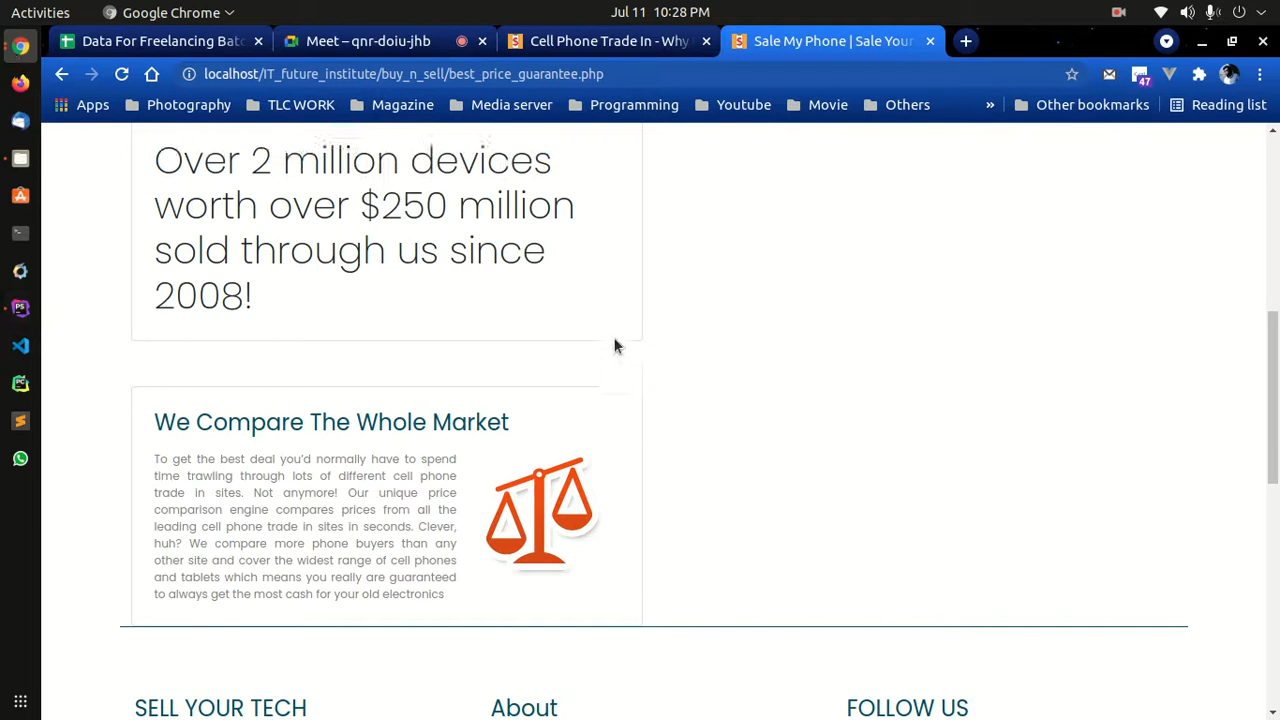 Activities
Google Chrome
Jul 11 10:28 PM
Data For Freelancing Batc
Meet – qnr-doiu-jhb
Cell Phone Trade In - Why
Sale My Phone | Sale Your
localhost/IT_future_institute/buy_n_sell/best_price_guarantee.php
47
Apps
Photography
TLC WORK
Magazine
Media server
Programming
Youtube
Movie
Others
»
Other bookmarks
Reading list
Over 2 million devices
worth over $250 million
sold through us since
2008!
We Compare The Whole Market
To get the best deal you'd normally have to spend
time trawling through lots of different cell phone
trade in sites. Not anymore! Our unique price
comparison engine compares prices from all the
leading cell phone trade in sites in seconds. Clever,
huh? We compare more phone buyers than any
other site and cover the widest range of cell phones
and tablets which means you really are guaranteed
to always get the most cash for your old electronics
SELL YOUR TECH
About
FOLLOW US